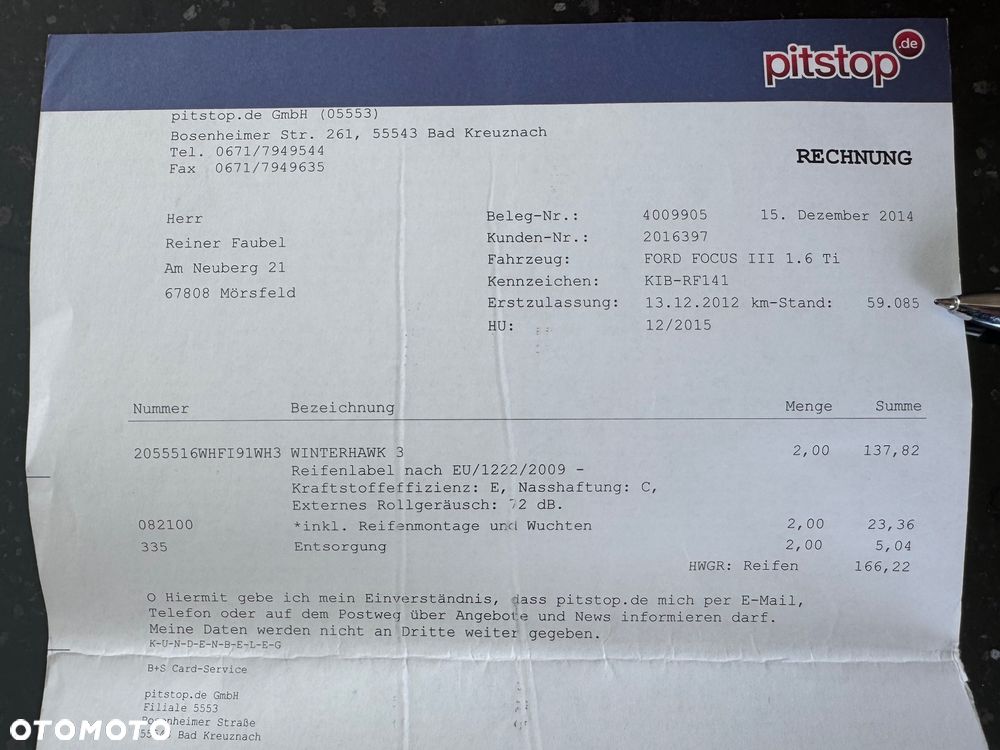 pitstop.de
pitstop.de GmbH (05553)
Bosenheimer Str. 261, 55543 Bad Kreuznach
Tel. 0671/7949544
Fax 0671/7949635
RECHNUNG
Herr
Reiner Faubel
Am Neuberg 21
67808 Mörsfeld
Beleg-Nr.: 4009905 15. Dezember 2014
Kunden-Nr.: 2016397
Fahrzeug: FORD FOCUS III 1.6 Ti
Kennzeichen: KIB-RF141
Erstzulassung: 13.12.2012 km-Stand: 59.085
HU: 12/2015
Nummer Bezeichnung Menge Summe
2055516WHFI91WH3 WINTERHAWK 3 2,00 137,82
Reifenlabel nach EU/1222/2009 -
Kraftstoffeffizienz: E, Nasshaftung: C,
Externes Rollgeräusch: 72 dB.
082100 *inkl. Reifenmontage und Wuchten 2,00 23,36
335 Entsorgung 2,00 5,04
HWGR: Reifen 166,22
O Hiermit gebe ich mein Einverständnis, dass pitstop.de mich per E-Mail,
Telefon oder auf dem Postweg über Angebote und News informieren darf.
Meine Daten werden nicht an Dritte weiter gegeben.
K-U-N-D-E-N-B-E-L-E-G
B+S Card-Service
pitstop.de GmbH
Filiale 5553
Bosenheimer Straße
55543 Bad Kreuznach
OTOMOTO